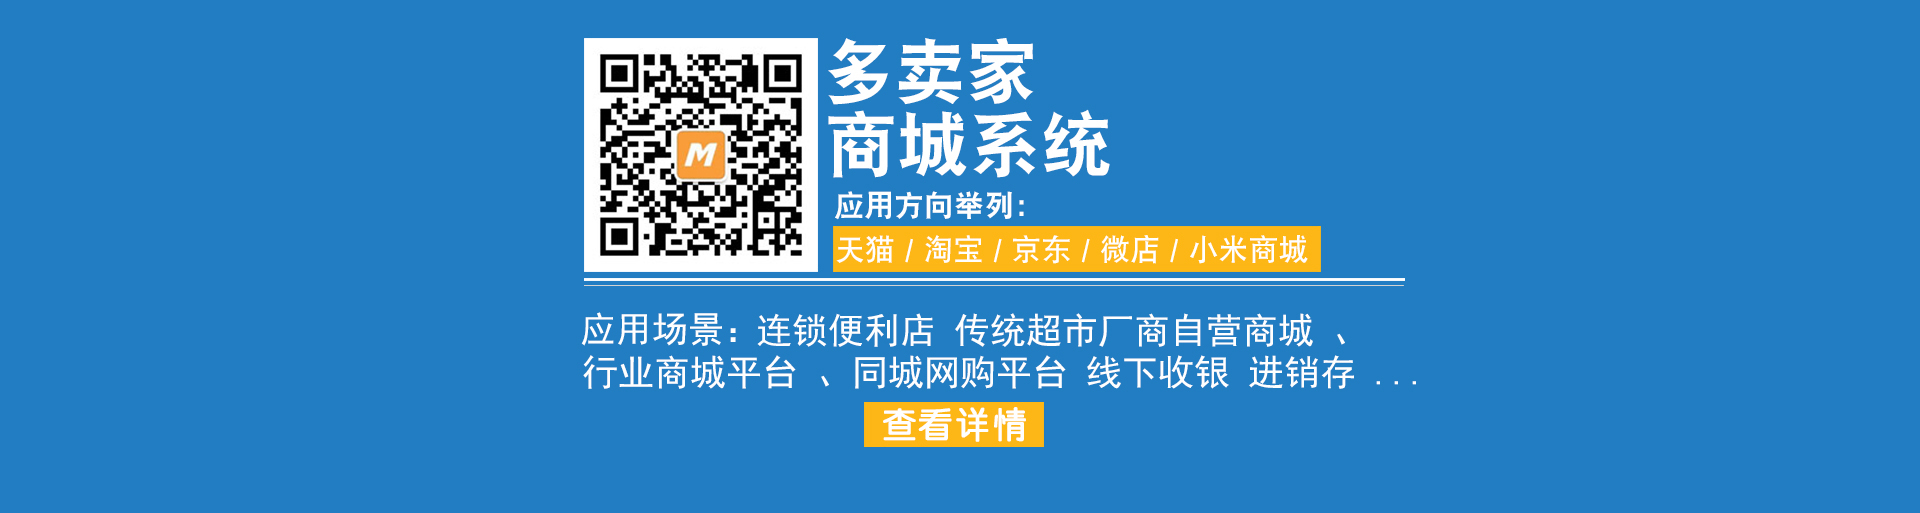 M
多卖家
商城系统
应用方向举列：
天猫 / 淘宝 / 京东 / 微店 / 小米商城
应用场景：连锁便利店 传统超市厂商自营商城 、
行业商城平台 、同城网购平台 线下收银 进销存 ...
查看详情